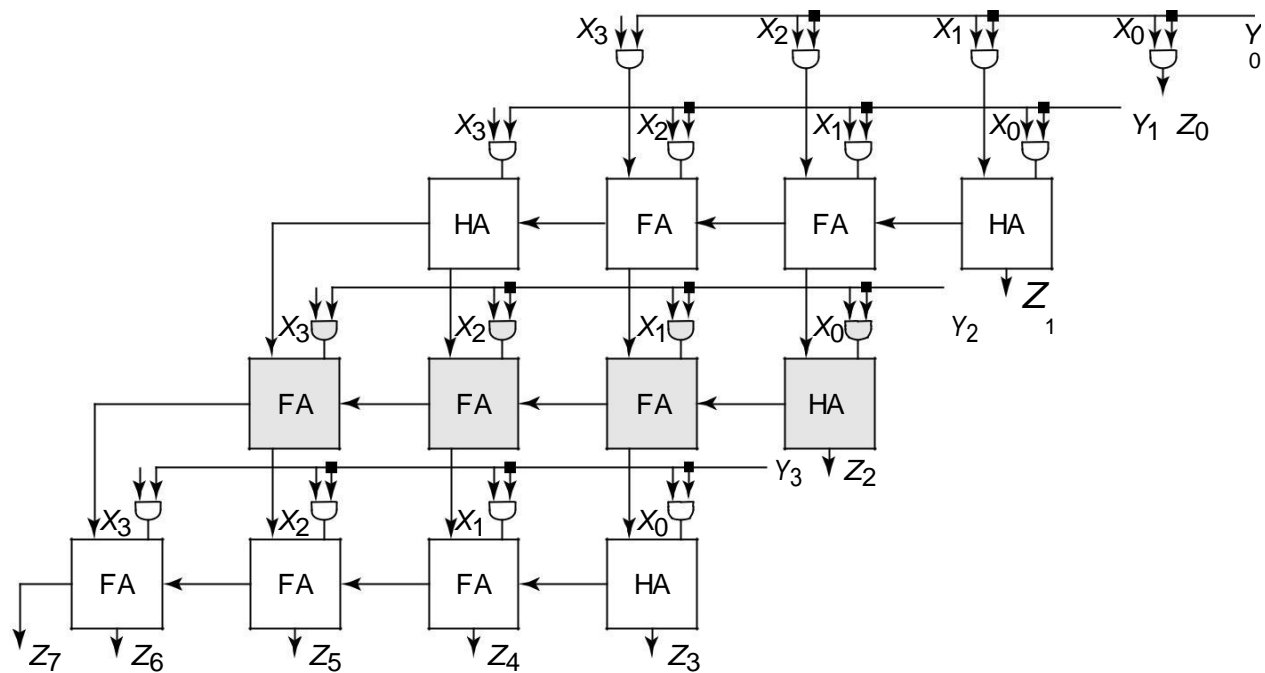 X3 X2 X1 X0 Y0
X3 X2 X1 X0 Y1 Z0
HA FA FA HA
Z1
X3 X2 X1 X0 Y2
FA FA FA HA
Y3 Z2
X3 X2 X1 X0
FA FA FA HA
Z7 Z6 Z5 Z4 Z3